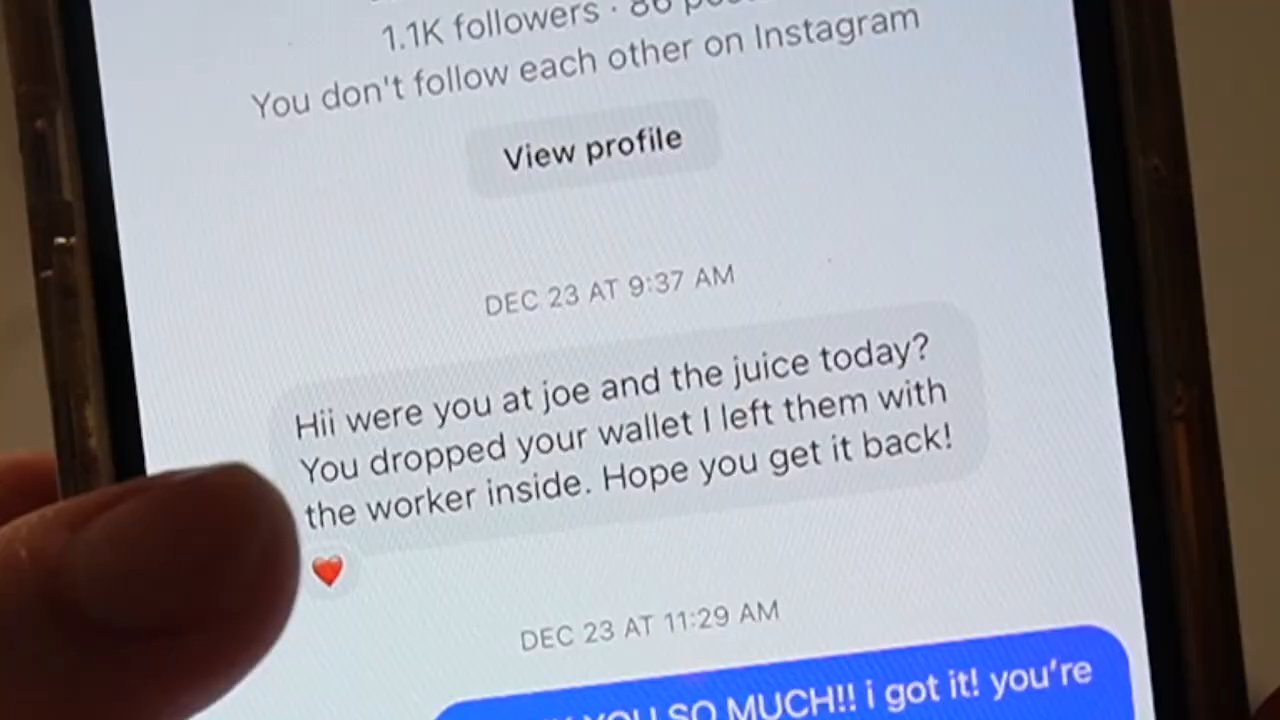 1.1K followers · 86
You don't follow each other on Instagram
View profile
DEC 23 AT 9:37 AM
Hii were you at joe and the juice today?
You dropped your wallet I left them with
the worker inside. Hope you get it back!
❤️
DEC 23 AT 11:29 AM
YOU SO MUCH!! i got it! you're